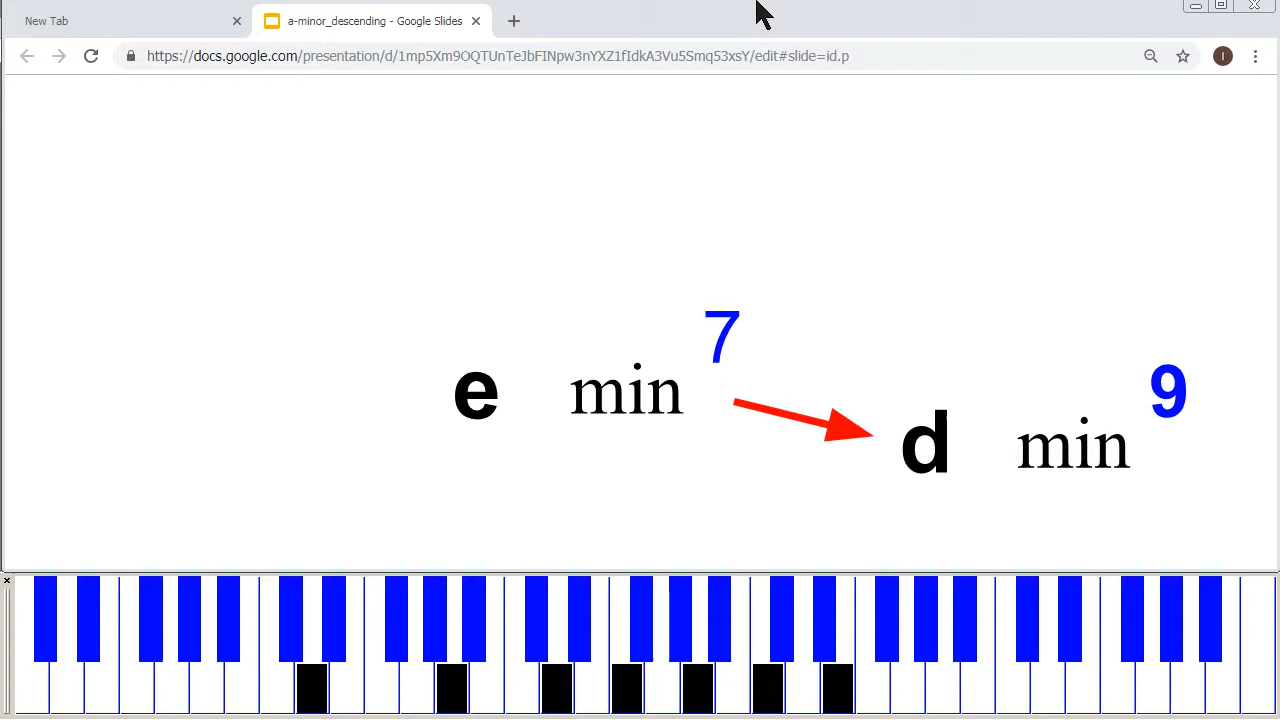 New Tab
a-minor_descending - Google Slides
https://docs.google.com/presentation/d/1mp5Xm9OQTUnTeJbFINpw3nYXZ1fIdkA3Vu5Smq53xsY/edit#slide=id.p
I
e min 7
d min 9